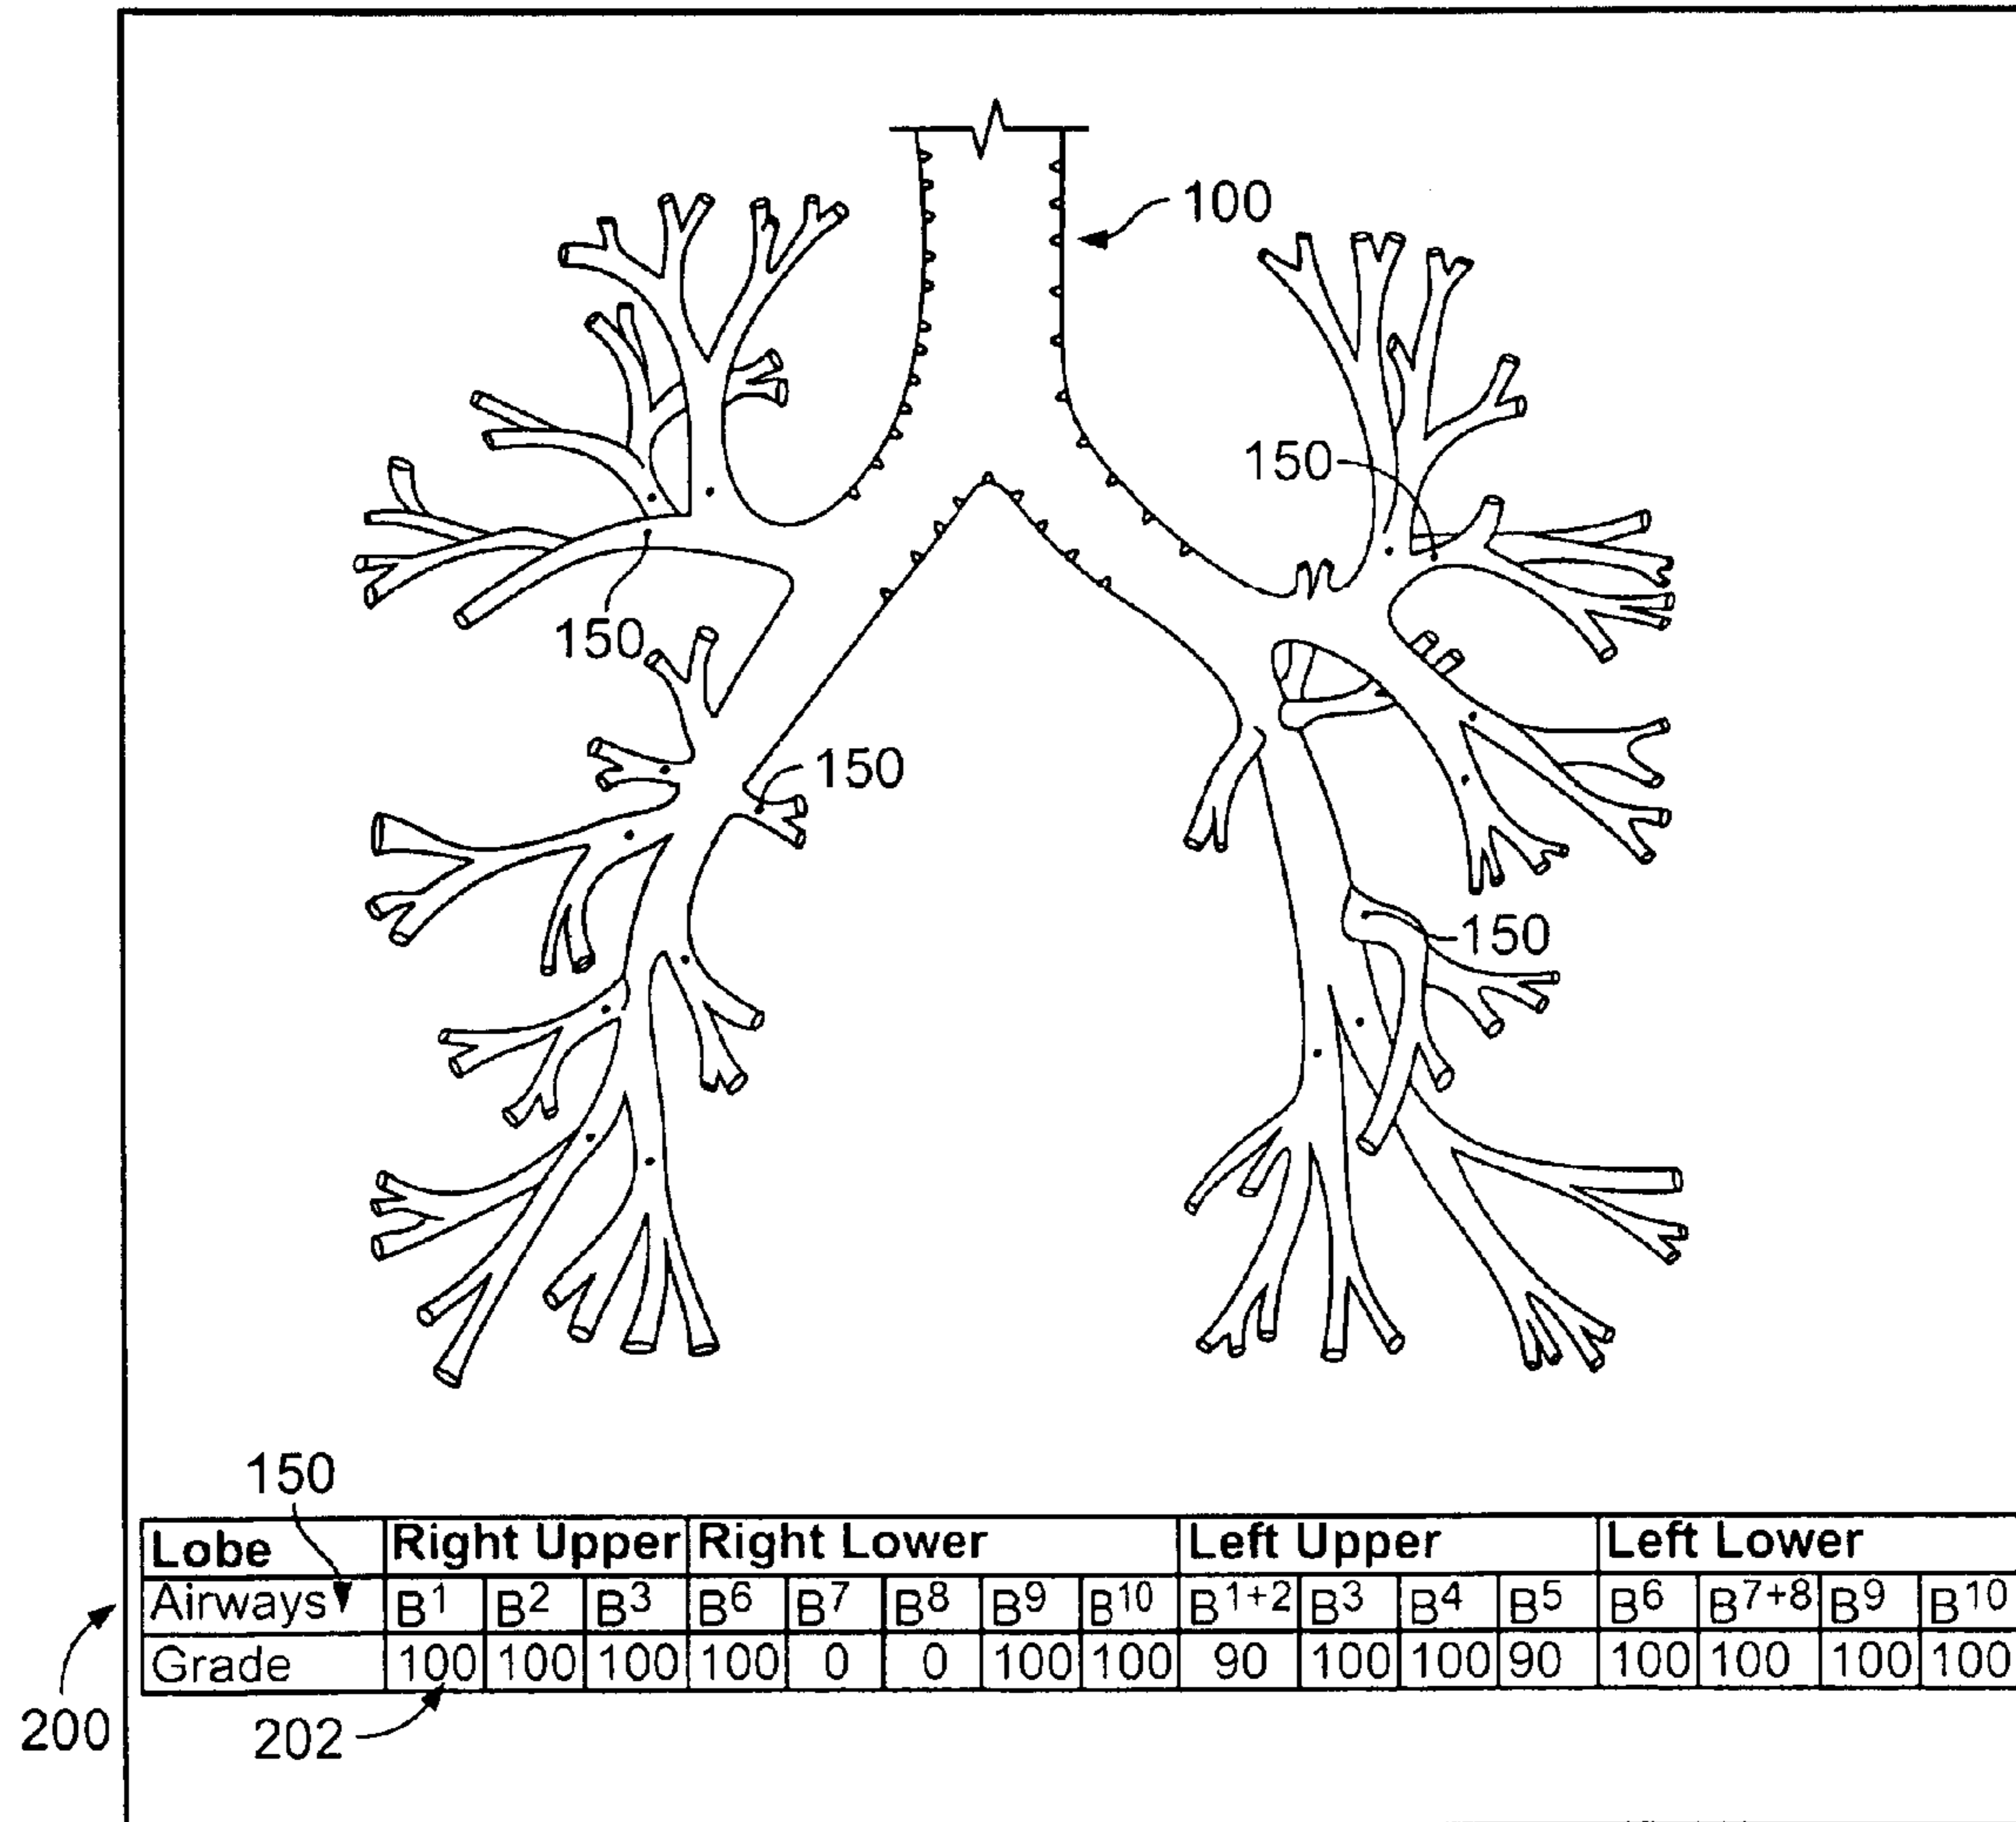 100
150
150
150
150
150
Lobe Right Upper Right Lower Left Upper Left Lower
Airways B1 B2 B3 B6 B7 B8 B9 B10 B1+2 B3 B4 B5 B6 B7+8 B9 B10
Grade 100 100 100 100 0 0 100 100 90 100 100 90 100 100 100 100
200
202